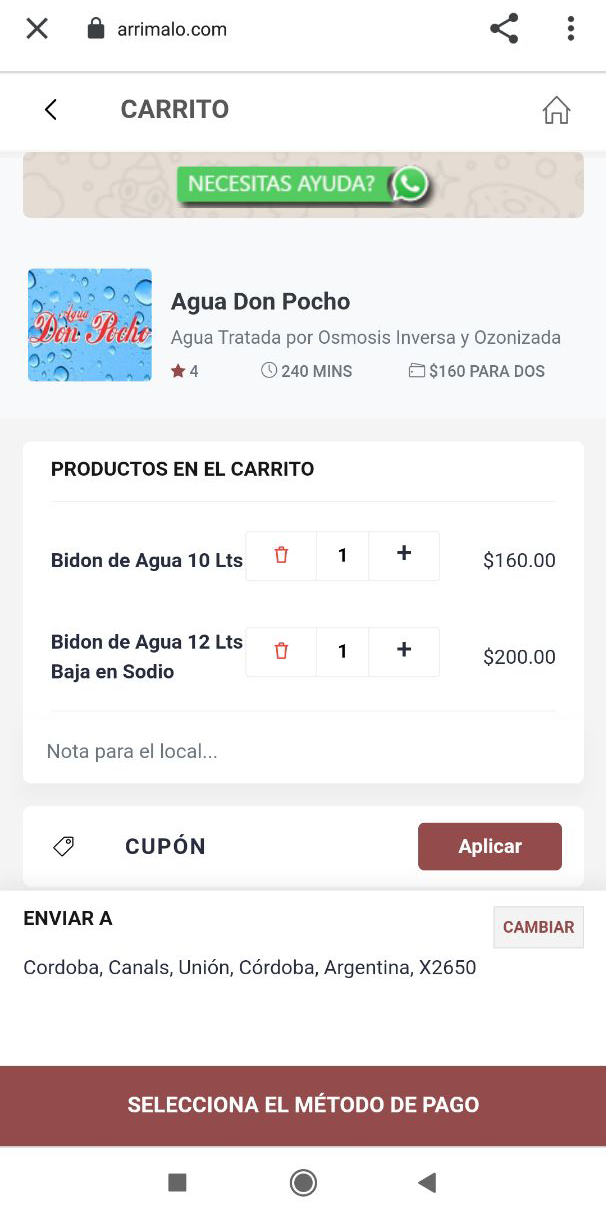 arrimalo.com
CARRITO
NECESITAS AYUDA?
Agua Don Pocho
Agua
Don Pocho
Agua Tratada por Osmosis Inversa y Ozonizada
4
240 MINS
$160 PARA DOS
PRODUCTOS EN EL CARRITO
Bidon de Agua 10 Lts
1
+
$160.00
Bidon de Agua 12 Lts
Baja en Sodio
1
+
$200.00
Nota para el local...
CUPÓN
Aplicar
ENVIAR A
CAMBIAR
Cordoba, Canals, Unión, Córdoba, Argentina, X2650
SELECCIONA EL MÉTODO DE PAGO